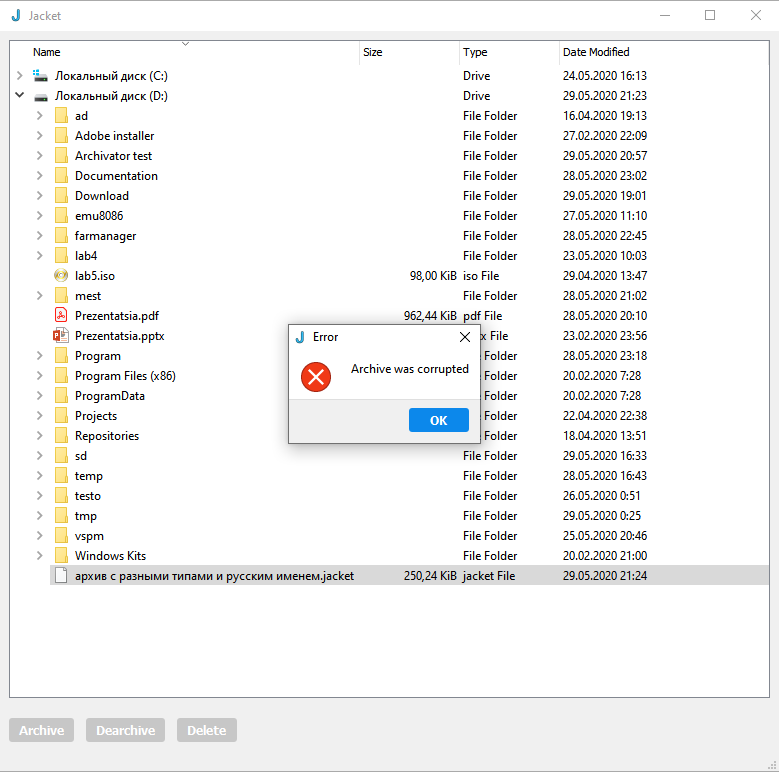 Jacket
Name Size Type Date Modified
Локальный диск (C:) Drive 24.05.2020 16:13
Локальный диск (D:) Drive 29.05.2020 21:23
ad File Folder 16.04.2020 19:13
Adobe installer File Folder 27.02.2020 22:09
Archivator test File Folder 29.05.2020 20:57
Documentation File Folder 28.05.2020 23:02
Download File Folder 29.05.2020 19:01
emu8086 File Folder 27.05.2020 11:10
farmanager File Folder 28.05.2020 22:45
lab4 File Folder 23.05.2020 10:03
lab5.iso 98,00 KiB iso File 29.04.2020 13:47
mest File Folder 28.05.2020 21:02
Prezentatsia.pdf 962,44 KiB pdf File 28.05.2020 20:10
Prezentatsia.pptx x File 23.02.2020 23:56
Error
Program File Folder 28.05.2020 23:18
Archive was corrupted
Program Files (x86) File Folder 20.02.2020 7:28
ProgramData File Folder 20.02.2020 7:28
Projects File Folder 22.04.2020 22:38
OK
Repositories File Folder 18.04.2020 13:51
sd File Folder 29.05.2020 16:33
temp File Folder 28.05.2020 16:43
testo File Folder 26.05.2020 0:51
tmp File Folder 29.05.2020 0:25
vspm File Folder 25.05.2020 20:46
Windows Kits File Folder 20.02.2020 21:00
архив с разными типами и русским именем.jacket 250,24 KiB jacket File 29.05.2020 21:24
Archive Dearchive Delete